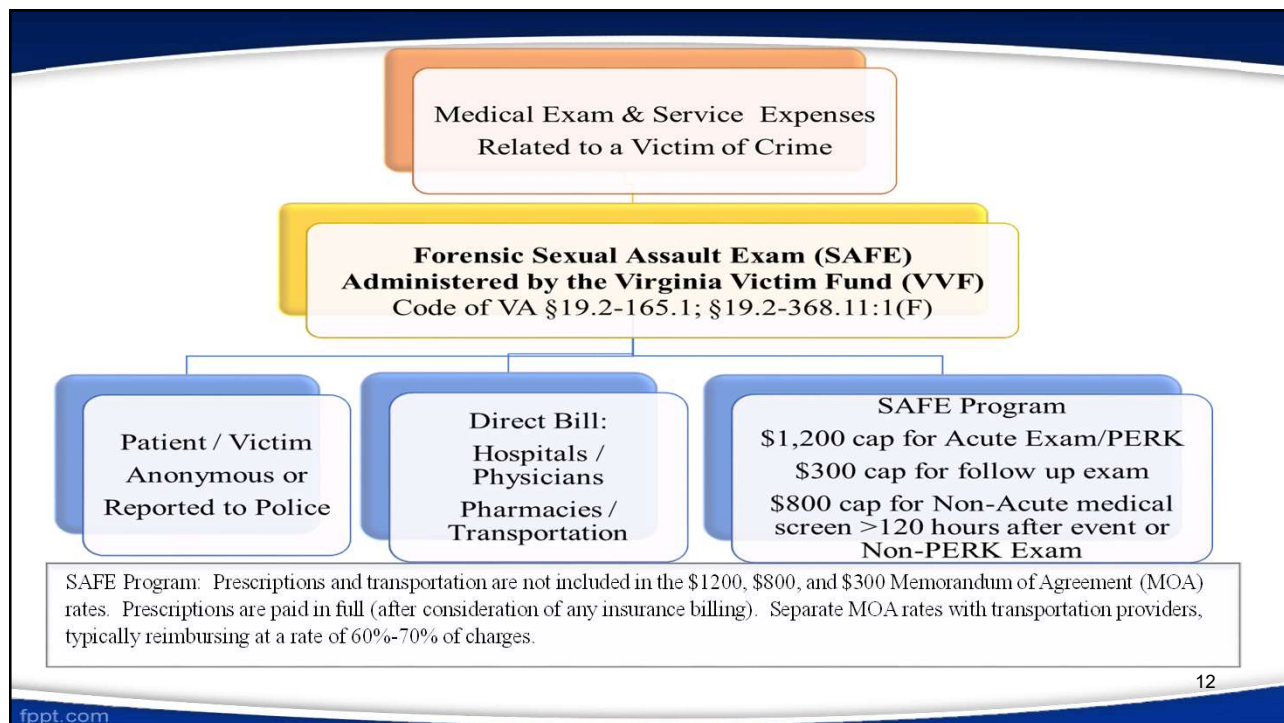 Medical Exam & Service Expenses
Related to a Victim of Crime
Forensic Sexual Assault Exam (SAFE)
Administered by the Virginia Victim Fund (VVF)
Code of VA §19.2-165.1; §19.2-368.11:1(F)
Patient / Victim
Anonymous or
Reported to Police
Direct Bill:
Hospitals /
Physicians
Pharmacies /
Transportation
SAFE Program
$1,200 cap for Acute Exam/PERK
$300 cap for follow up exam
$800 cap for Non-Acute medical
screen >120 hours after event or
Non-PERK Exam
SAFE Program: Prescriptions and transportation are not included in the $1200, $800, and $300 Memorandum of Agreement (MOA)
rates. Prescriptions are paid in full (after consideration of any insurance billing). Separate MOA rates with transportation providers,
typically reimbursing at a rate of 60%-70% of charges.
12
fppt.com